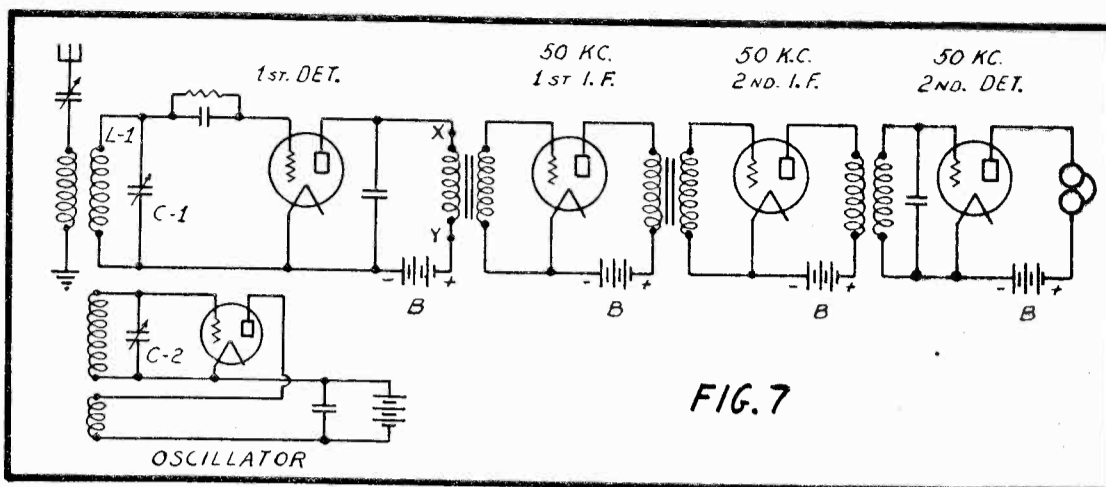 1ST. DET.
50 KC.
1ST I.F.
50 K.C.
2ND. I.F.
50 KC.
2ND. DET.
L-1
C-1
X
Y
- +
B
- +
B
- +
B
- +
B
C-2
OSCILLATOR
FIG. 7